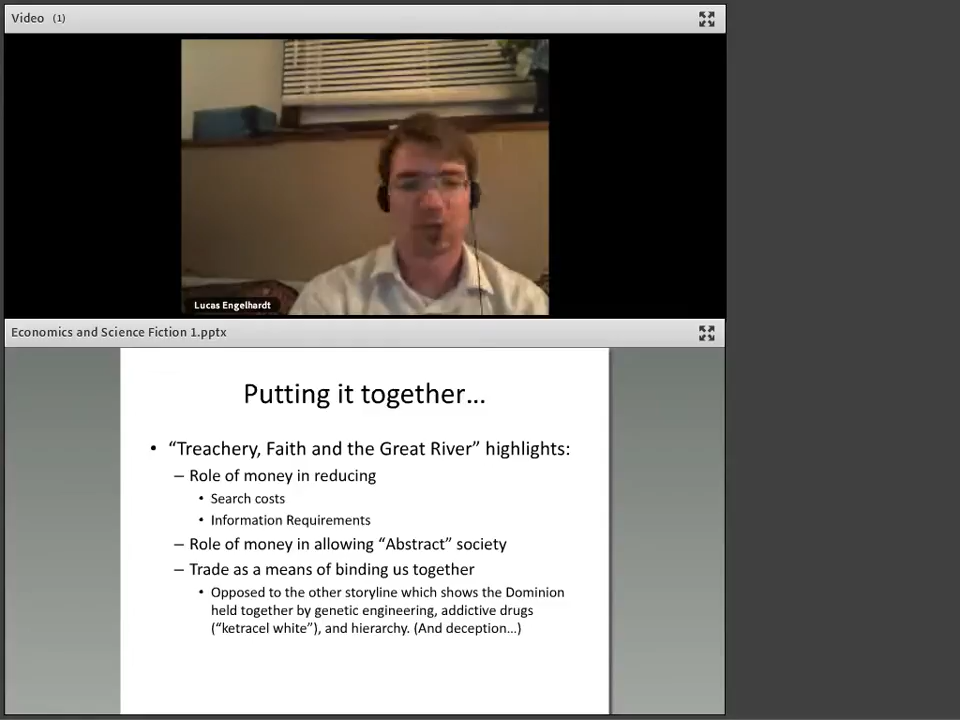 Video (1)
Lucas Engelhardt
Economics and Science Fiction 1.pptx
Putting it together…
• “Treachery, Faith and the Great River” highlights:
– Role of money in reducing
• Search costs
• Information Requirements
– Role of money in allowing “Abstract” society
– Trade as a means of binding us together
• Opposed to the other storyline which shows the Dominion
held together by genetic engineering, addictive drugs
(“ketracel white”), and hierarchy. (And deception…)